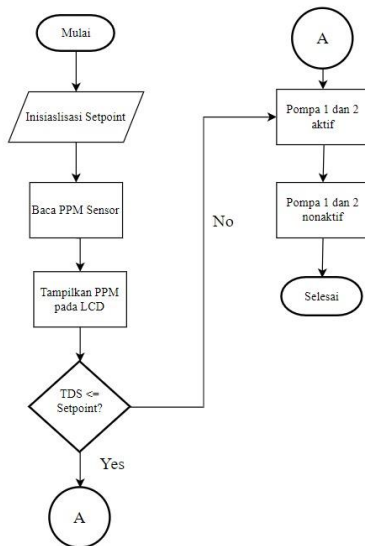 Mulai
Inisiaslisasi Setpoint
Baca PPM Sensor
Tampilkan PPM
pada LCD
TDS <=
Setpoint?
Yes
A
No
A
Pompa 1 dan 2
aktif
Pompa 1 dan 2
nonaktif
Selesai